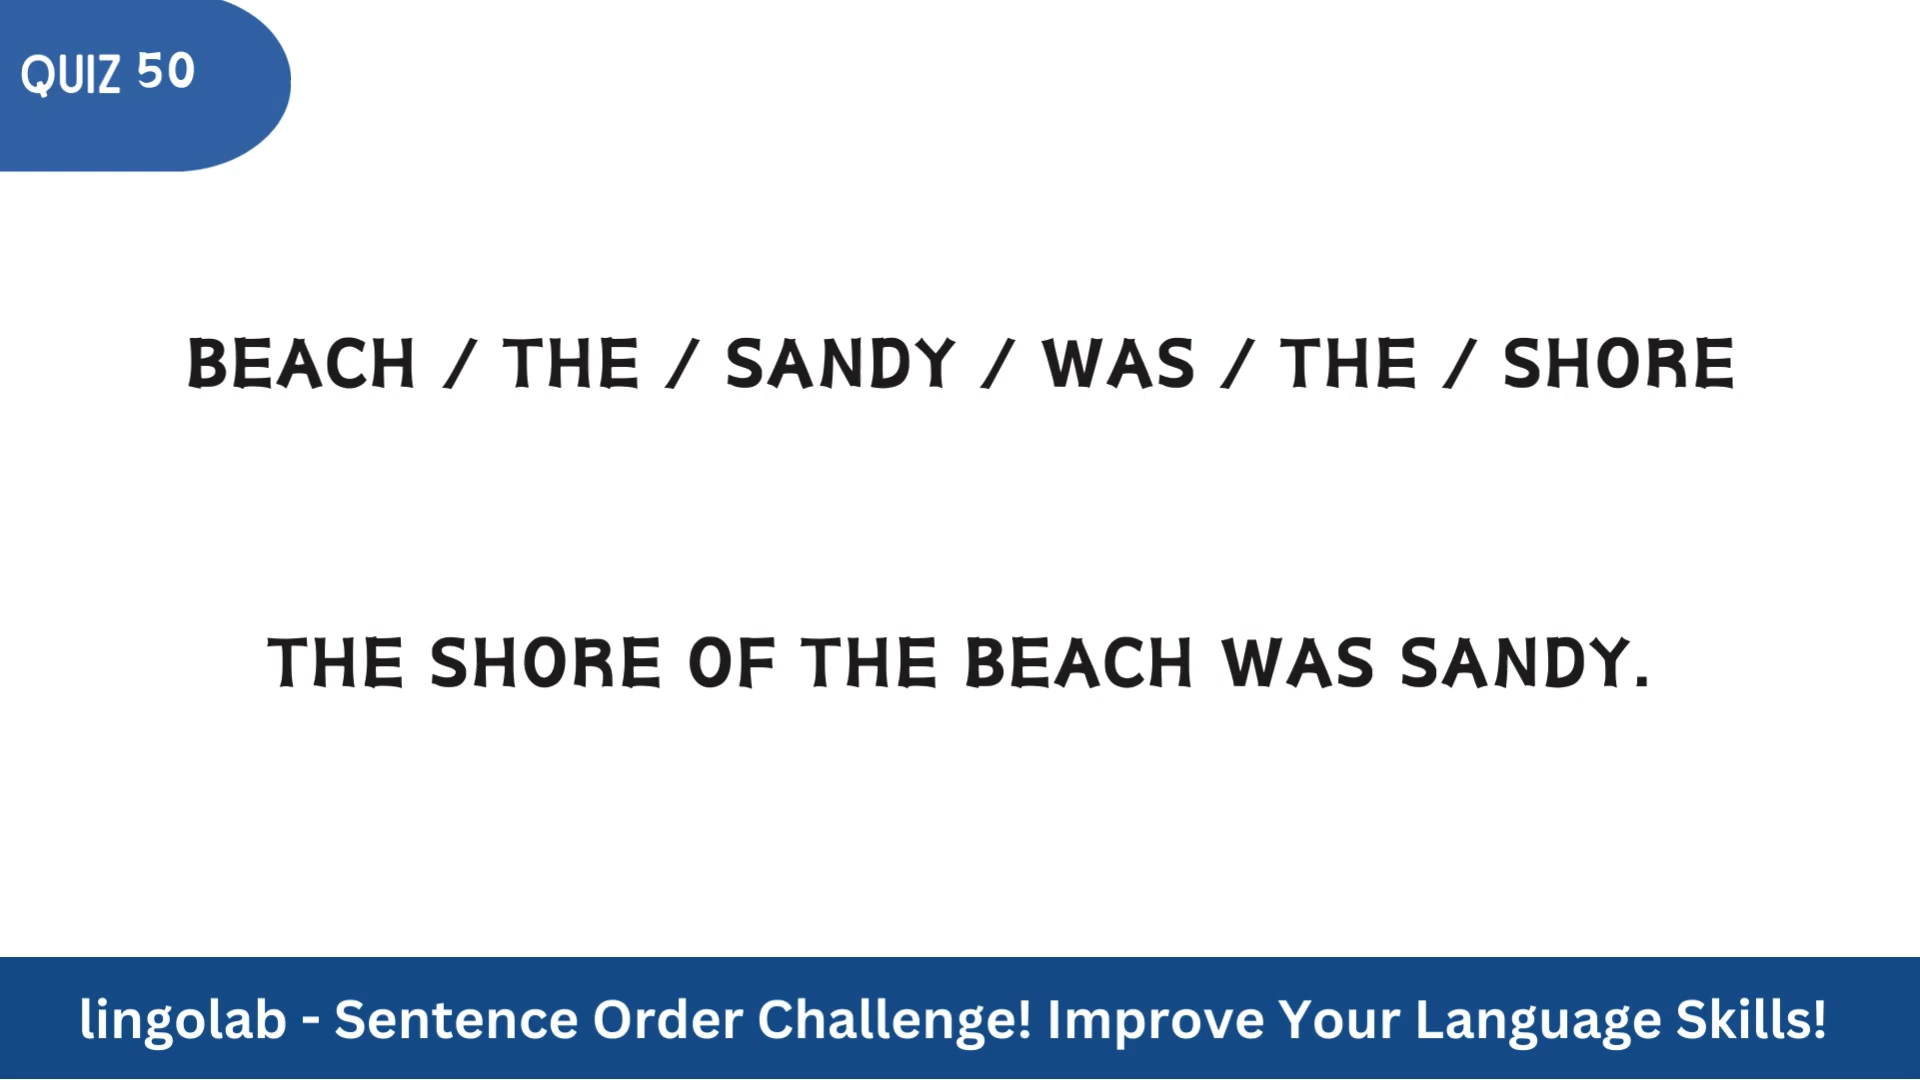 QUIZ 50
BEACH / THE / SANDY / WAS / THE / SHORE
THE SHORE OF THE BEACH WAS SANDY.
lingolab - Sentence Order Challenge! Improve Your Language Skills!